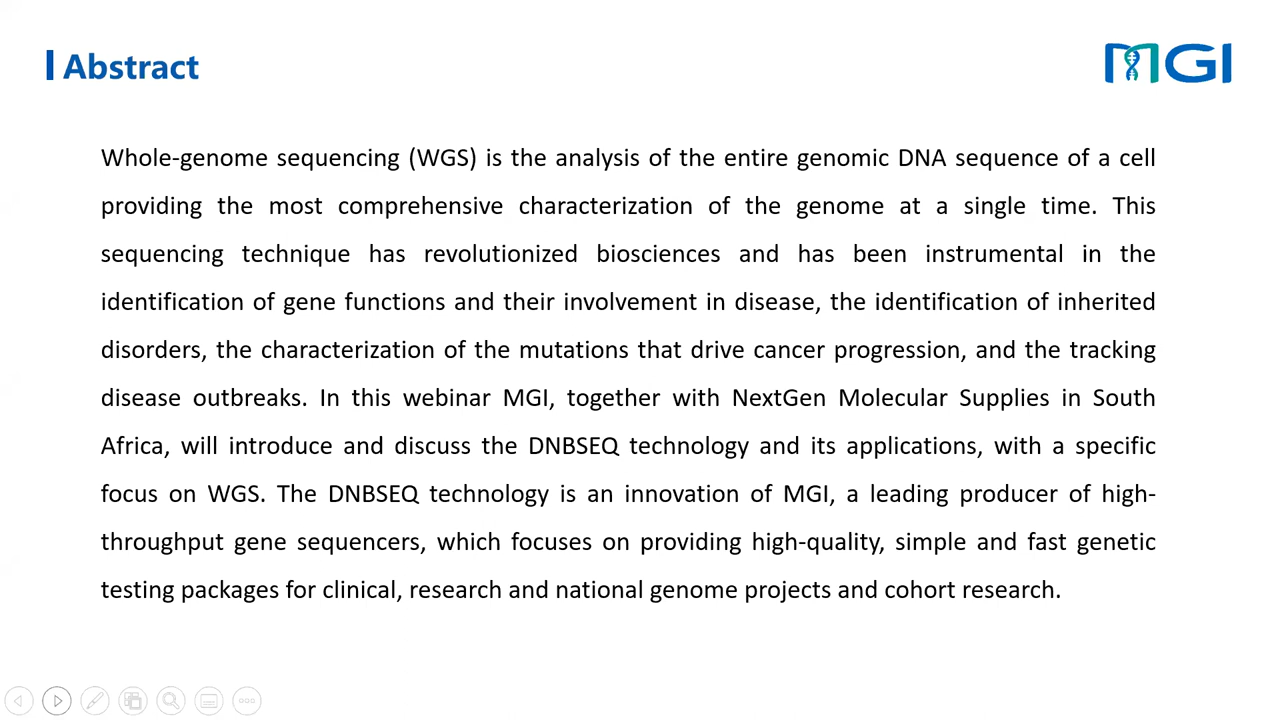 Abstract
MGI
Whole-genome sequencing (WGS) is the analysis of the entire genomic DNA sequence of a cell
providing the most comprehensive characterization of the genome at a single time. This
sequencing technique has revolutionized biosciences and has been instrumental in the
identification of gene functions and their involvement in disease, the identification of inherited
disorders, the characterization of the mutations that drive cancer progression, and the tracking
disease outbreaks. In this webinar MGI, together with NextGen Molecular Supplies in South
Africa, will introduce and discuss the DNBSEQ technology and its applications, with a specific
focus on WGS. The DNBSEQ technology is an innovation of MGI, a leading producer of high-
throughput gene sequencers, which focuses on providing high-quality, simple and fast genetic
testing packages for clinical, research and national genome projects and cohort research.